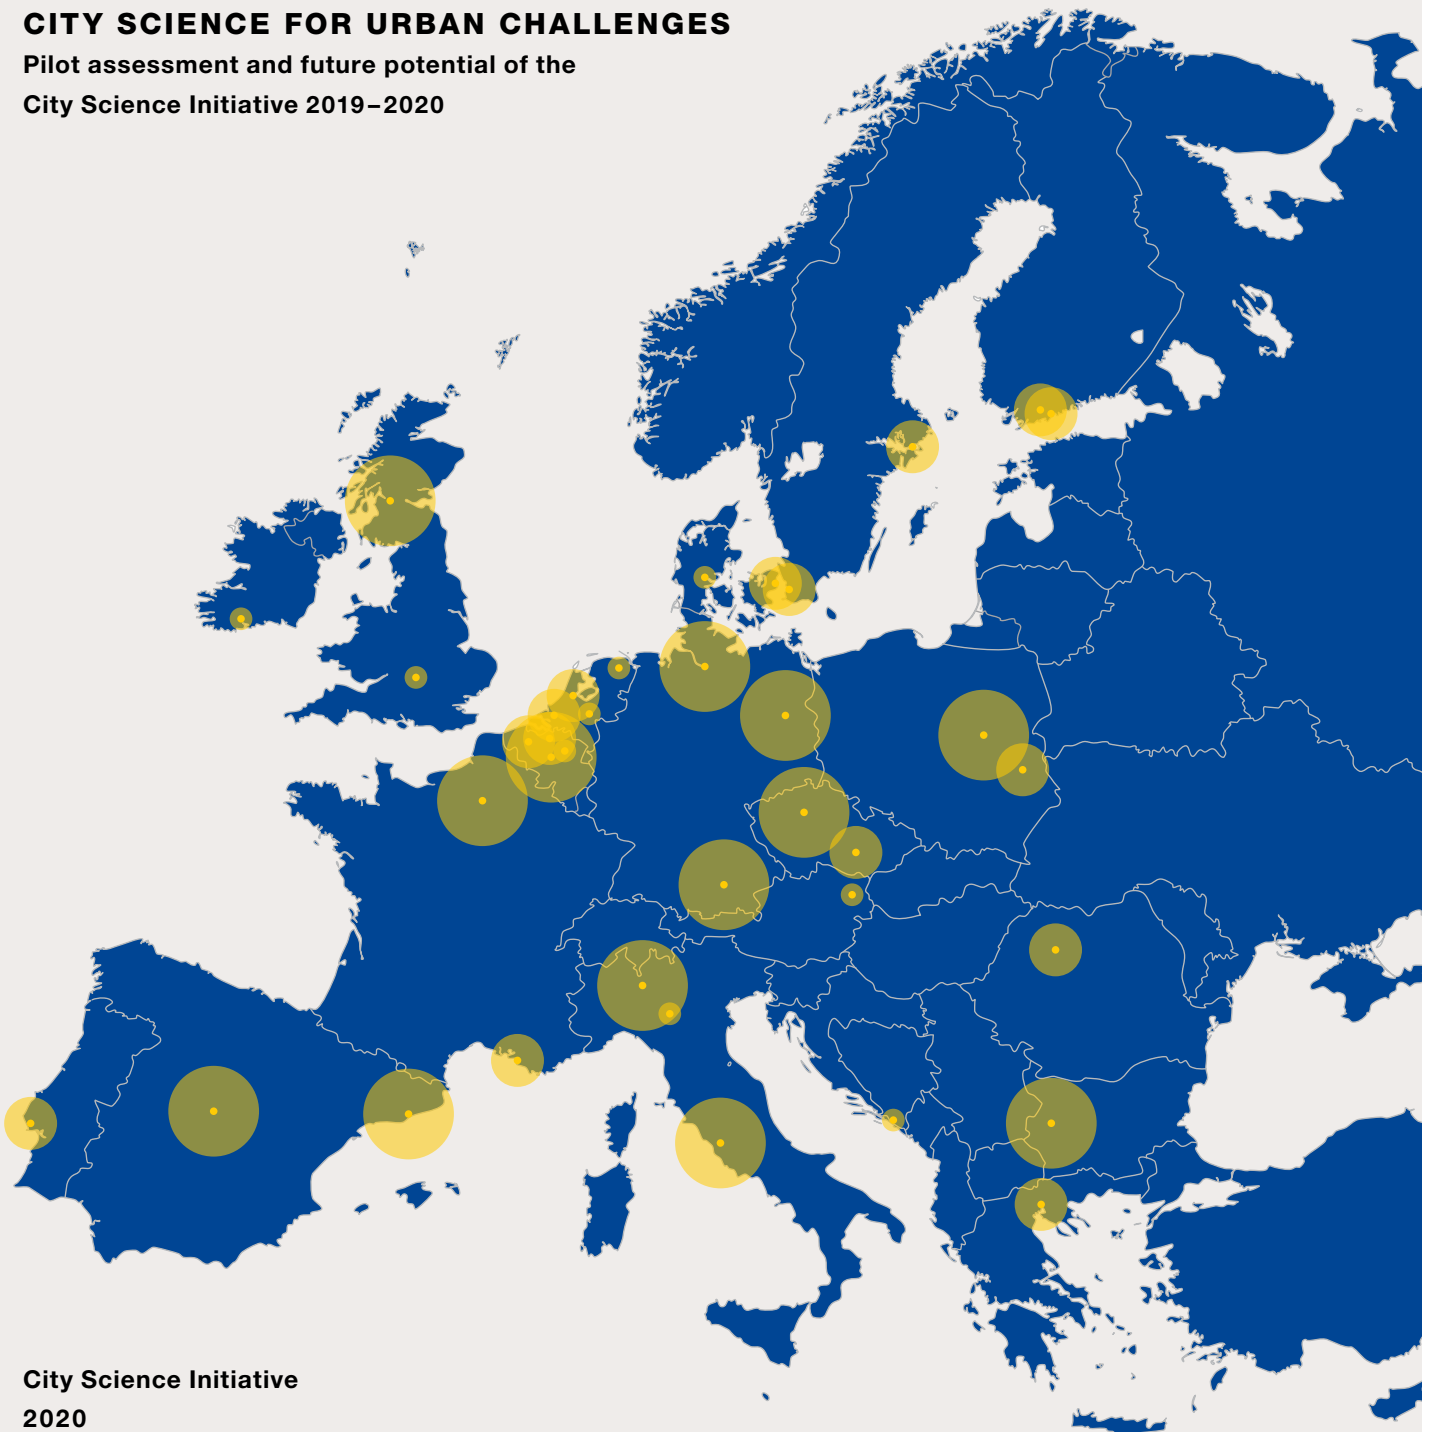 CITY SCIENCE FOR URBAN CHALLENGES
Pilot assessment and future potential of the
City Science Initiative 2019–2020
City Science Initiative
2020